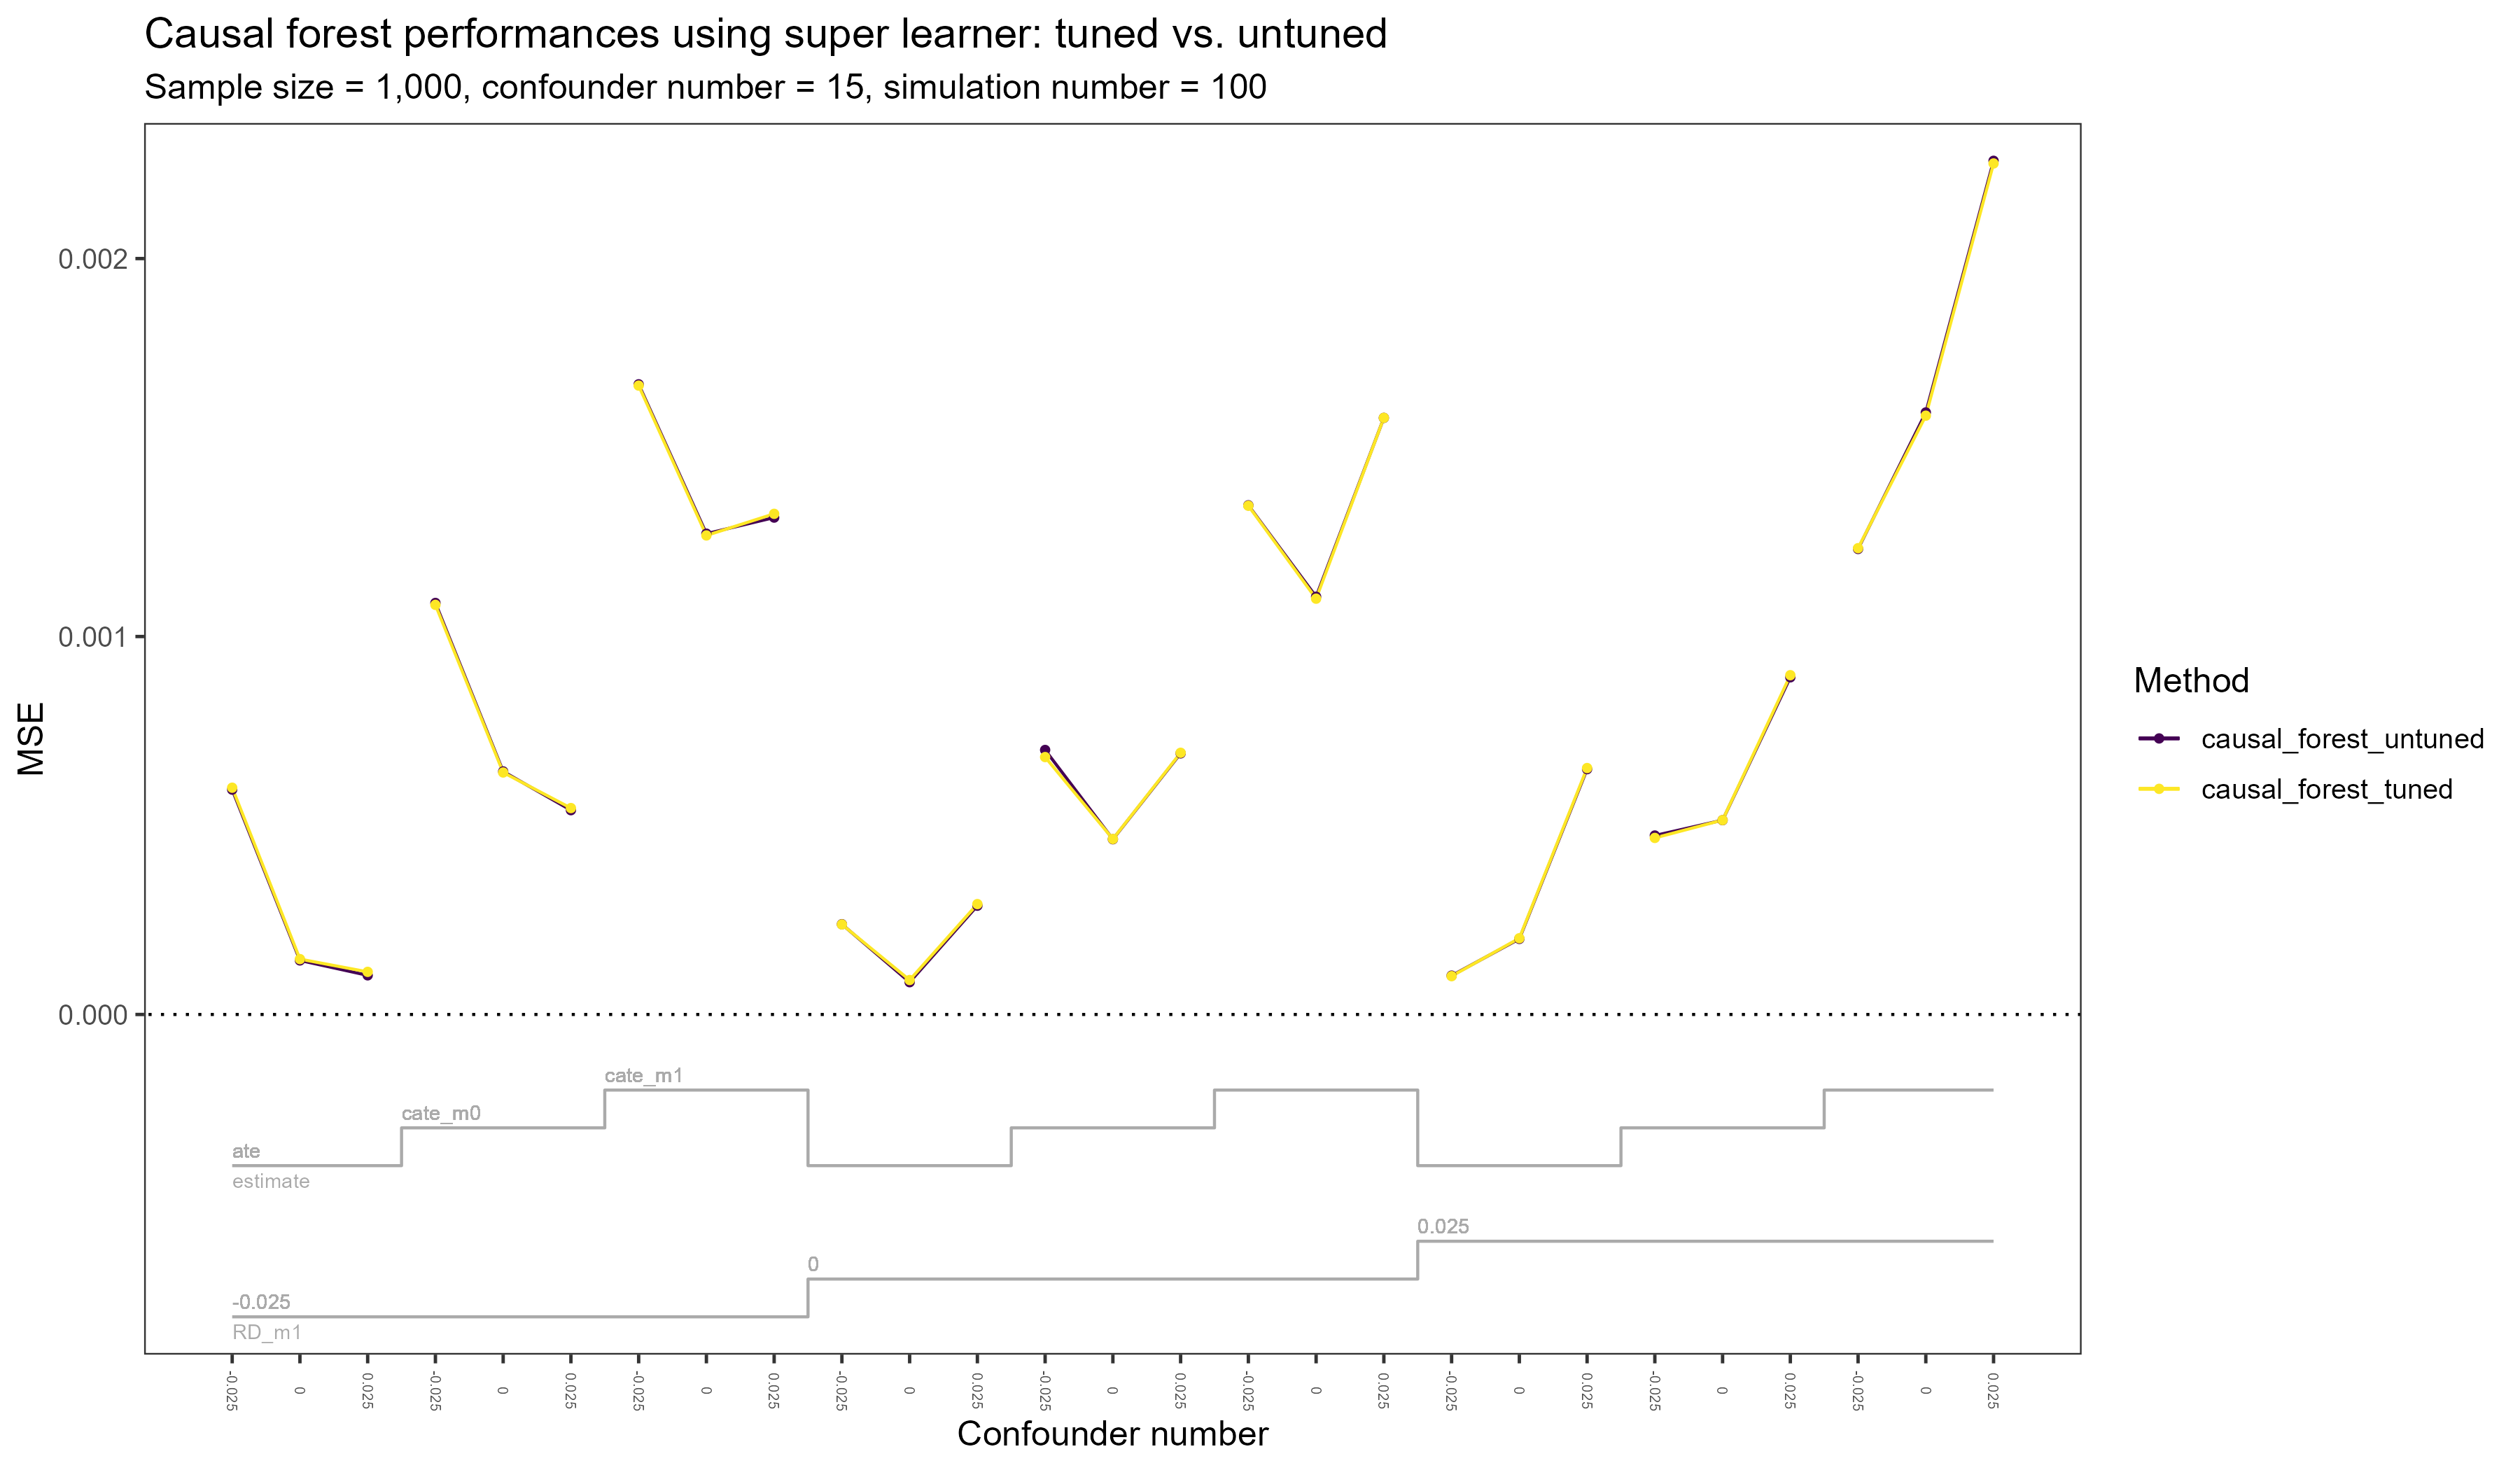 Causal forest performances using super learner: tuned vs. untuned
Sample size = 1,000, confounder number = 15, simulation number = 100
0.002
0.001
0.000
MSE
cate_m1
cate_m0
ate
estimate
0.025
0
-0.025
RD_m1
-0.025 0 0.025 -0.025 0 0.025 -0.025 0 0.025 -0.025 0 0.025 -0.025 0 0.025 -0.025 0 0.025 -0.025 0 0.025 -0.025 0 0.025 -0.025 0 0.025
Confounder number
Method
causal_forest_untuned
causal_forest_tuned